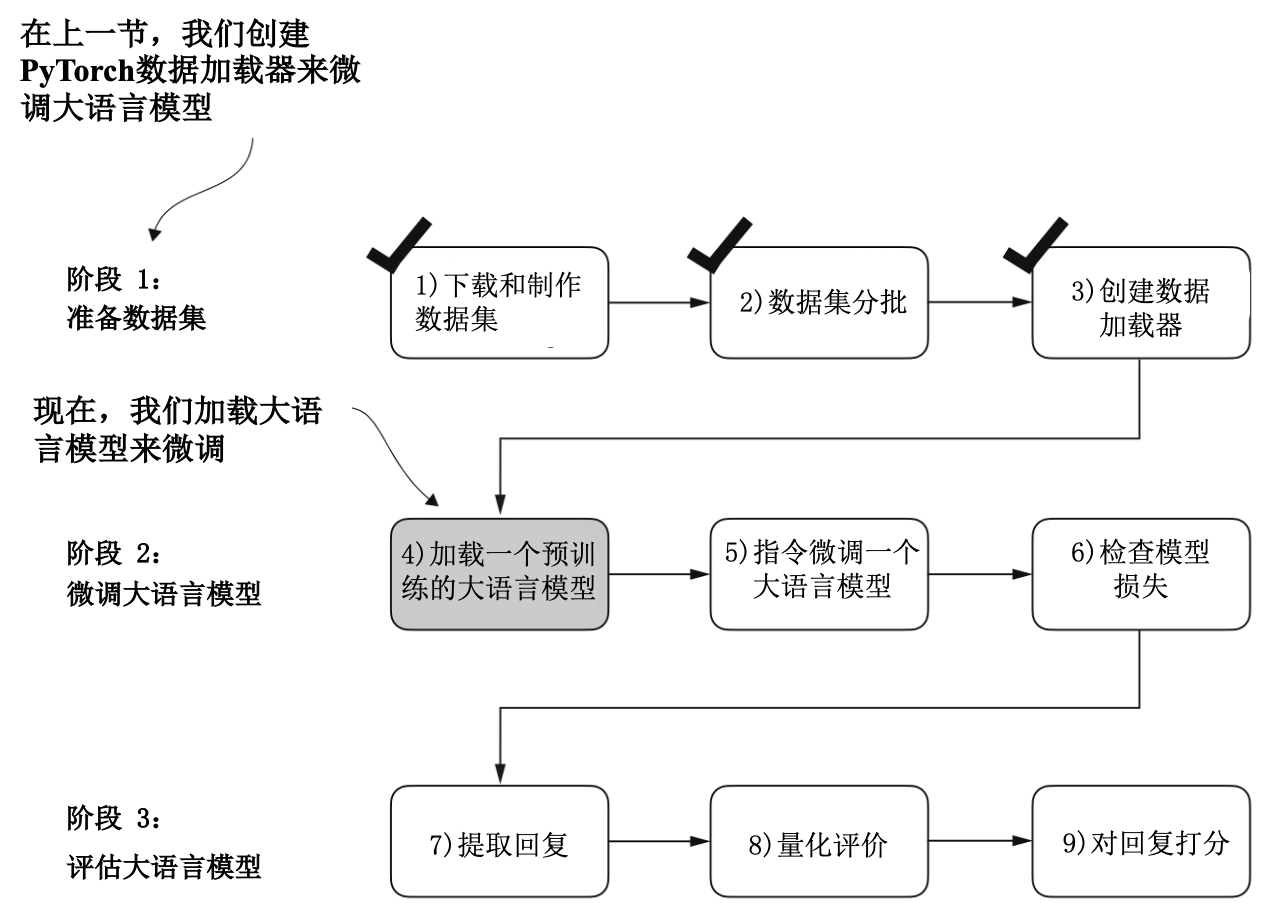 在上一节，我们创建
PyTorch数据加载器来微
调大语言模型
阶段 1：
准备数据集
1)下载和制作
数据集
2)数据集分批
3)创建数据
加载器
现在，我们加载大语
言模型来微调
阶段 2：
微调大语言模型
4)加载一个预训
练的大语言模型
5)指令微调一个
大语言模型
6)检查模型
损失
阶段 3：
评估大语言模型
7)提取回复
8)量化评价
9)对回复打分